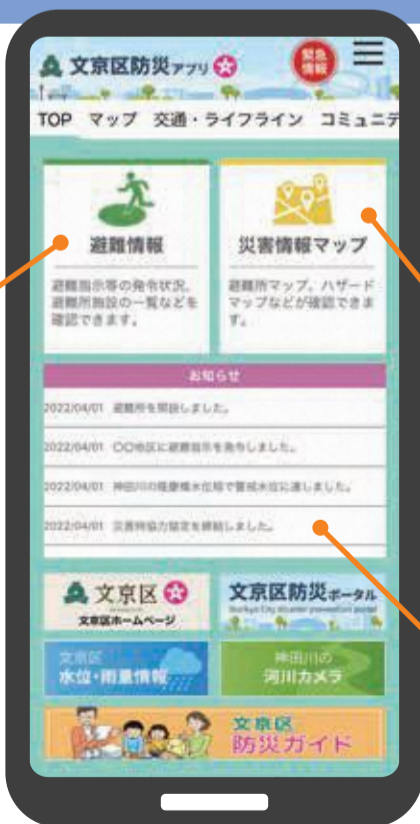 文京区防災アプリ
緊急
情報
TOP マップ 交通・ライフライン コミュニテ
避難情報
避難指示等の発令状況、
避難所施設の一覧などを
確認できます。
災害情報マップ
避難所マップ、ハザード
マップなどが確認できま
す。
お知らせ
2022/04/01 避難所を開設しました。
2022/04/01 〇〇地区に避難指示を発令しました。
2022/04/01 神田川の隆慶橋水位局で警戒水位に達しました。
2022/04/01 災害時協力協定を締結しました。
文京区
文京区ホームページ
文京区防災ポータル
Bunkyo City disaster prevention portal
文京区
水位・雨量情報
神田川の
河川カメラ
文京区
防災ガイド